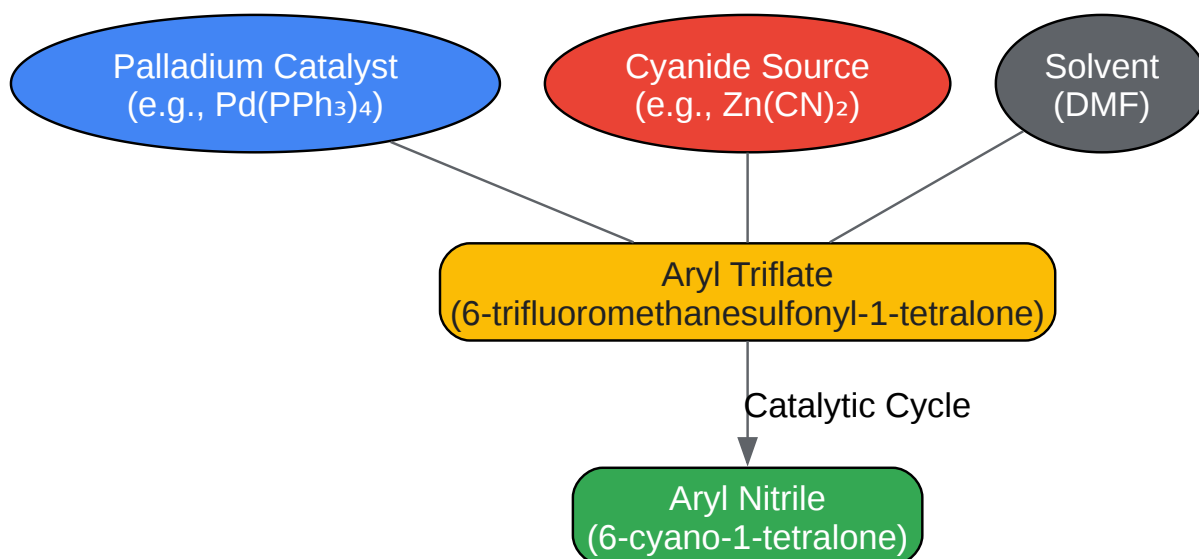 Palladium Catalyst
(e.g., Pd(PPh₃)₄)
Cyanide Source
(e.g., Zn(CN)₂)
Solvent
(DMF)
Aryl Triflate
(6-trifluoromethanesulfonyl-1-tetralone)
Catalytic Cycle
Aryl Nitrile
(6-cyano-1-tetralone)